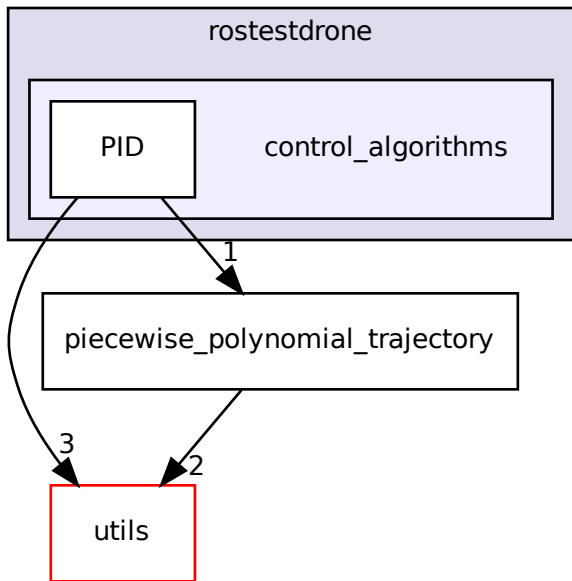 rostestdrone
PID
control_algorithms
1
piecewise_polynomial_trajectory
3
2
utils